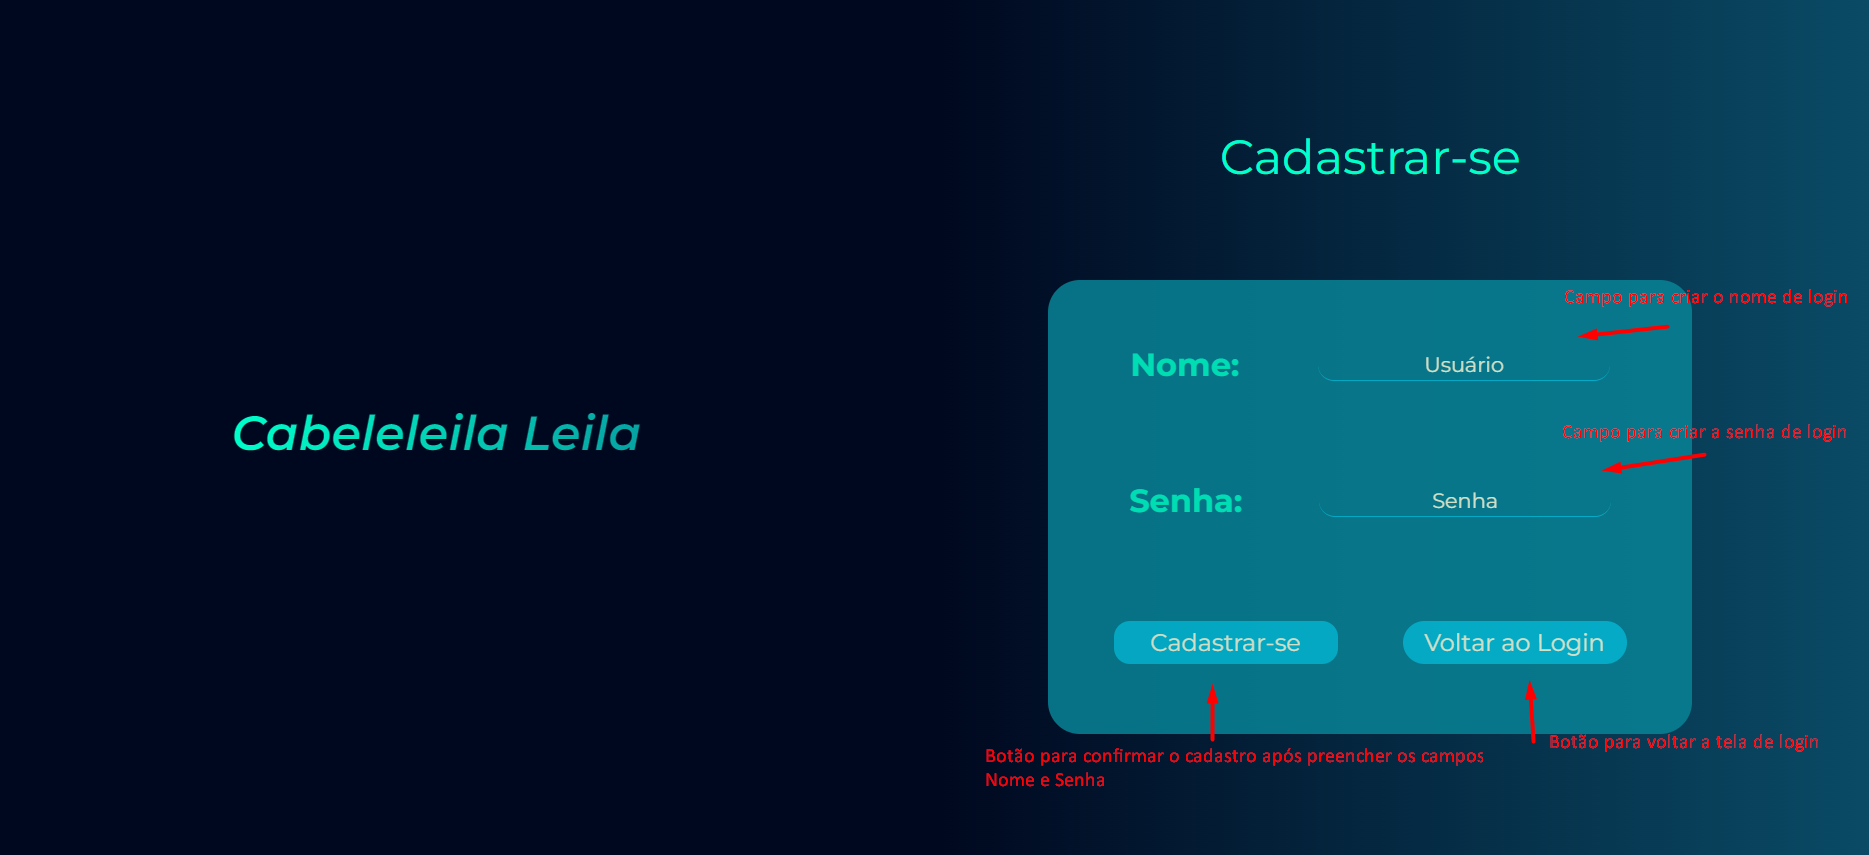 Cadastrar-se
Campo para criar o nome de login
Nome:
Usuário
Cabeleleila Leila
Campo para criar a senha de login
Senha:
Senha
Cadastrar-se
Voltar ao Login
Botão para confirmar o cadastro após preencher os campos
Nome e Senha
Botão para voltar a tela de login